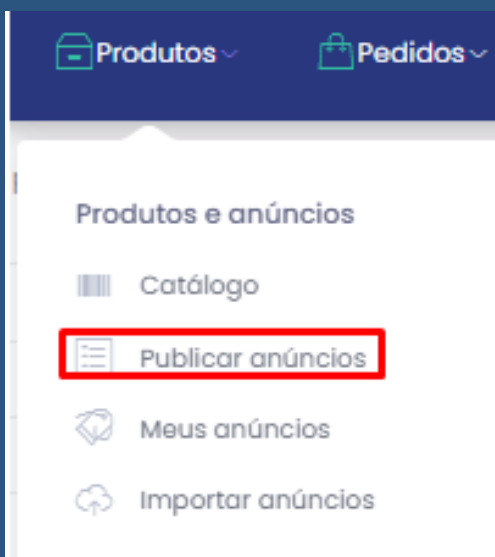 Produtos Pedidos
Produtos e anúncios
Catálogo
Publicar anúncios
Meus anúncios
Importar anúncios